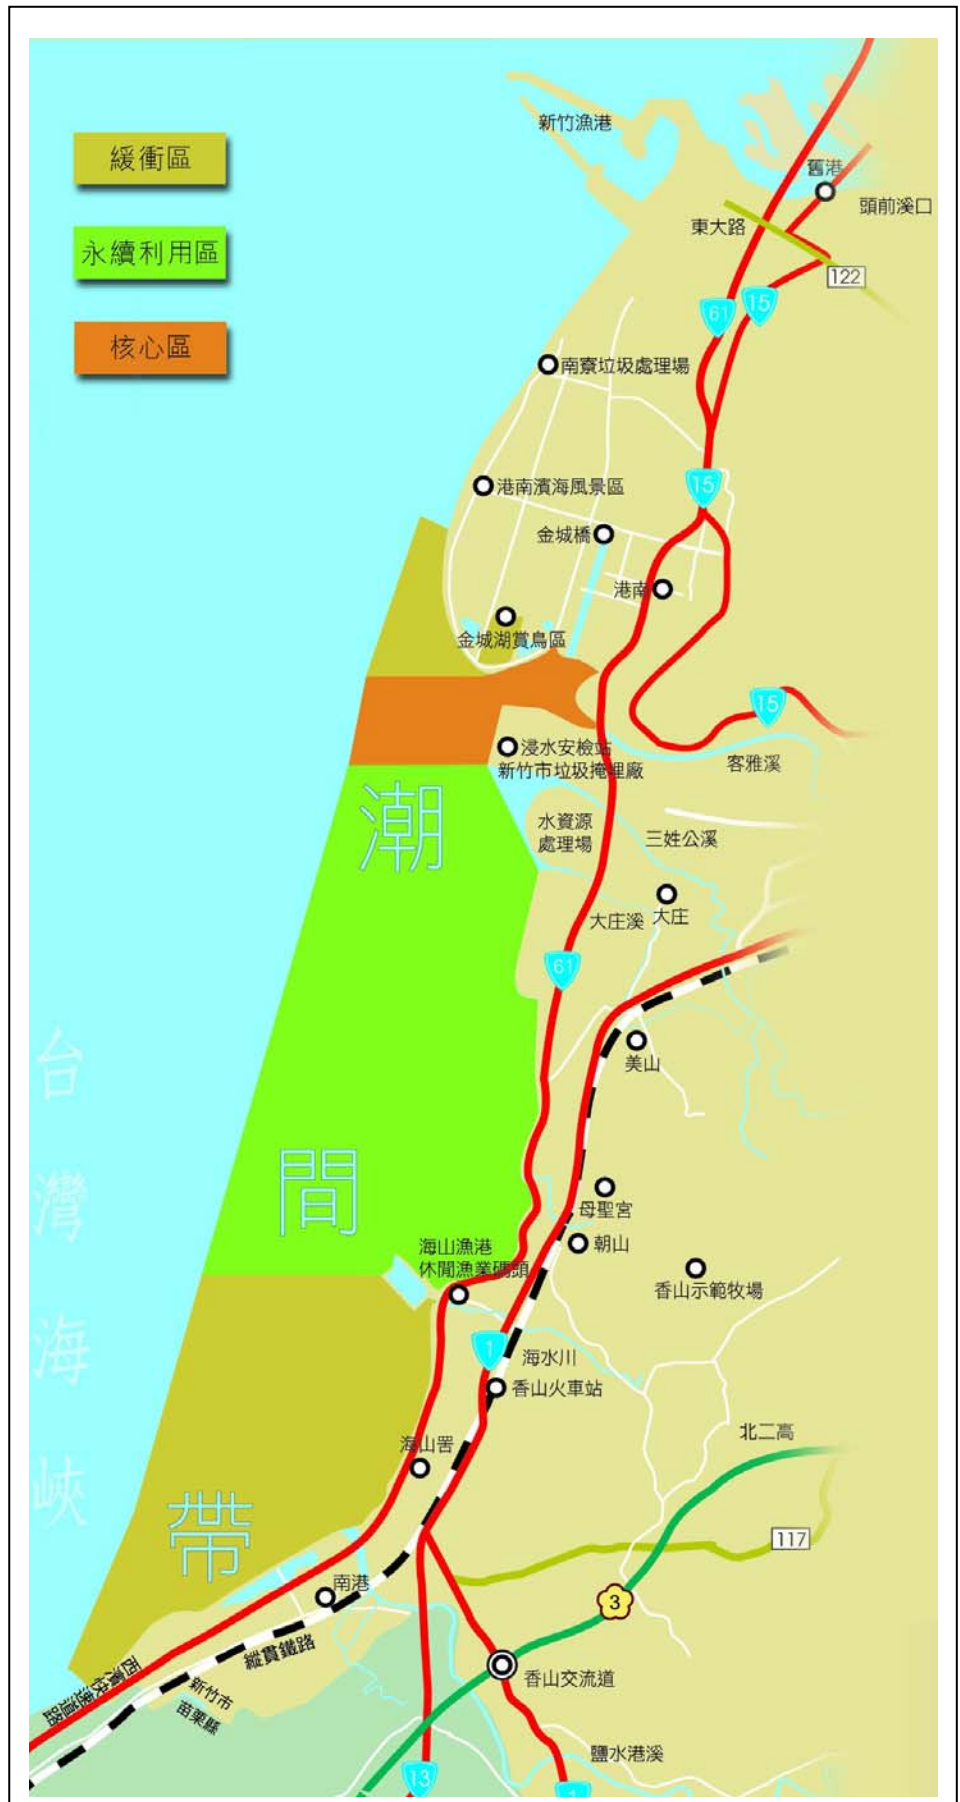 新竹漁港
緩衝區
舊港
頭前溪口
東大路
永續利用區
122
61
15
核心區
南寮垃圾處理場
港南濱海風景區
15
金城橋
港南
金城湖賞鳥區
15
浸水安檢站
新竹市垃圾掩埋廠
客雅溪
潮間帶
水資源
處理場
三姓公溪
大庄溪
大庄
61
台灣海峽
美山
母聖宮
朝山
海山漁港
休閒漁業碼頭
香山示範牧場
1
海水川
香山火車站
北二高
海山罟
117
南港
3
縱貫鐵路
西濱快速道路
新竹市
苗栗縣
香山交流道
鹽水港溪
13
1